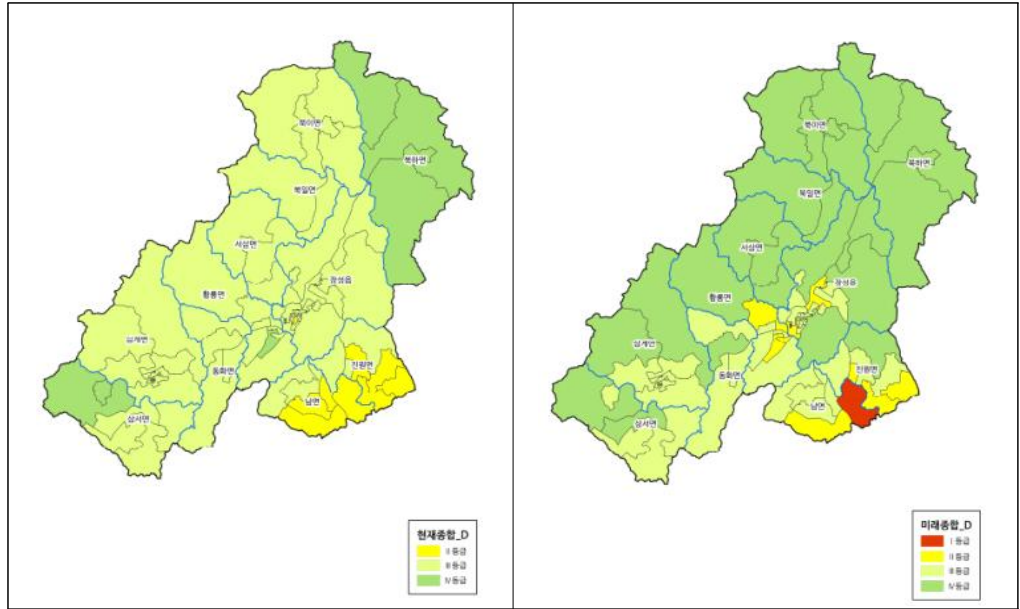 북이면
북하면
북일면
서삼면
장성읍
황룡면
삼계면
동화면
진원면
남면
삼서면
현재종합_D
II 등급
III 등급
IV 등급
북이면
북하면
북일면
서삼면
장성읍
황룡면
삼계면
동화면
진원면
남면
삼서면
미래종합_D
I 등급
II 등급
III 등급
IV 등급